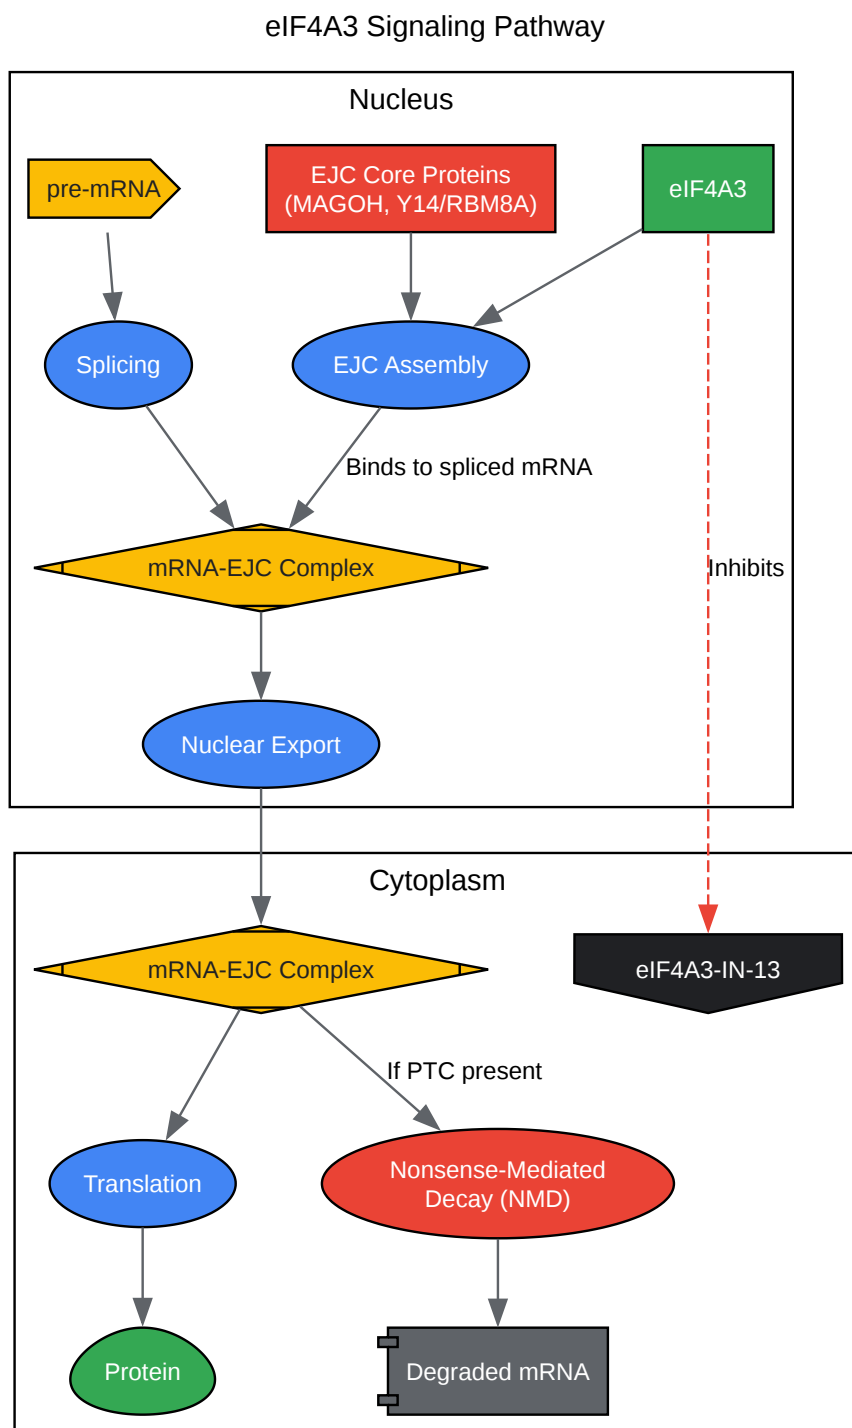 eIF4A3 Signaling Pathway
Nucleus
pre-mRNA
EJC Core Proteins
(MAGOH, Y14/RBM8A)
eIF4A3
Splicing
EJC Assembly
Binds to spliced mRNA
mRNA-EJC Complex
Inhibits
Nuclear Export
Cytoplasm
mRNA-EJC Complex
eIF4A3-IN-13
If PTC present
Translation
Nonsense-Mediated
Decay (NMD)
Protein
Degraded mRNA